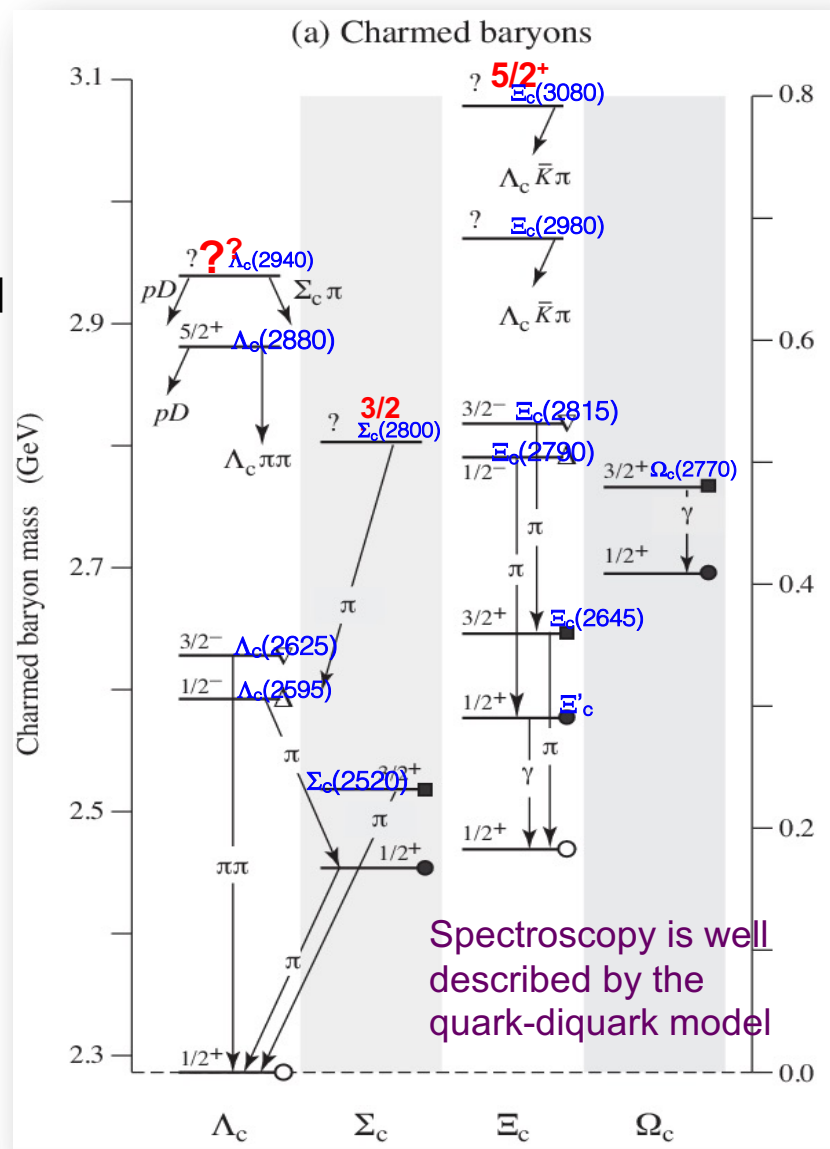 (a) Charmed baryons
3.1
2.9
2.7
2.5
2.3
Charmed baryon mass (GeV)
? ?? Λc(2940)
pD
Σc π
5/2+ Λc(2880)
pD
Λc ππ
3/2− Λc(2625)
1/2− Λc(2595)
π
ππ
π
1/2+
3/2
? Σc(2800)
π
Σc(2520) 3/2+
π
1/2+
? 5/2+
Ξc(3080)
Λc K̄π
? Ξc(2980)
Λc K̄π
3/2− Ξc(2815)
Ξc(2790)
1/2−
π
π
3/2+ Ξc(2645)
1/2+ Ξ'c
γ
π
1/2+
3/2+ Ωc(2770)
γ
1/2+
0.8
0.6
0.4
0.2
0.0
Spectroscopy is well
described by the
quark-diquark model
Λc Σc Ξc Ωc